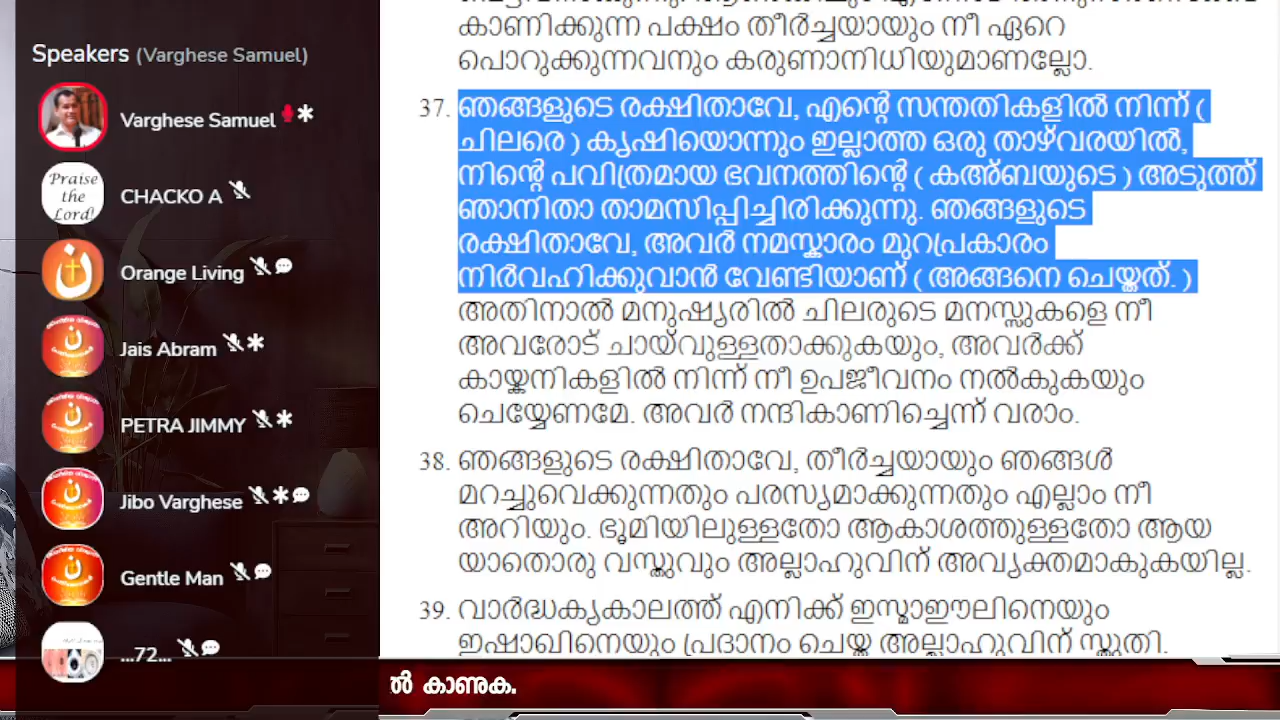 Speakers (Varghese Samuel)
Varghese Samuel
Praise
the
Lord!
CHACKO A
Orange Living
Jais Abram
PETRA JIMMY
Jibo Varghese
Gentle Man
...72...
കാണിക്കുന്ന പക്ഷം തീർച്ചയായും നീ ഏറെ
പൊറുക്കുന്നവനും കരുണാനിധിയുമാണല്ലോ.
37. ഞങ്ങളുടെ രക്ഷിതാവേ, എന്റെ സന്തതികളിൽ നിന്ന് (
ചിലരെ ) കൃഷിയൊന്നും ഇല്ലാത്ത ഒരു താഴ്‌വരയിൽ,
നിന്റെ പവിത്രമായ ഭവനത്തിന്റെ ( കഅ്ബയുടെ ) അടുത്ത്
ഞാനിതാ താമസിപ്പിച്ചിരിക്കുന്നു. ഞങ്ങളുടെ
രക്ഷിതാവേ, അവർ നമസ്കാരം മുറപ്രകാരം
നിർവഹിക്കുവാൻ വേണ്ടിയാണ് ( അങ്ങനെ ചെയ്തത്. )
അതിനാൽ മനുഷ്യരിൽ ചിലരുടെ മനസ്സുകളെ നീ
അവരോട് ചായ്‌വുള്ളതാക്കുകയും, അവർക്ക്
കായ്കനികളിൽ നിന്ന് നീ ഉപജീവനം നൽകുകയും
ചെയ്യേണമേ. അവർ നന്ദികാണിച്ചെന്ന് വരാം.
38. ഞങ്ങളുടെ രക്ഷിതാവേ, തീർച്ചയായും ഞങ്ങൾ
മറച്ചുവെക്കുന്നതും പരസ്യമാക്കുന്നതും എല്ലാം നീ
അറിയും. ഭൂമിയിലുള്ളതോ ആകാശത്തുള്ളതോ ആയ
യാതൊരു വസ്തുവും അല്ലാഹുവിന് അവ്യക്തമാകുകയില്ല.
39. വാർദ്ധക്യകാലത്ത് എനിക്ക് ഇസ്മാഈലിനെയും
ഇഷാഖിനെയും പ്രദാനം ചെയ്ത അല്ലാഹുവിന് സ്തുതി.
ൽ കാണുക.